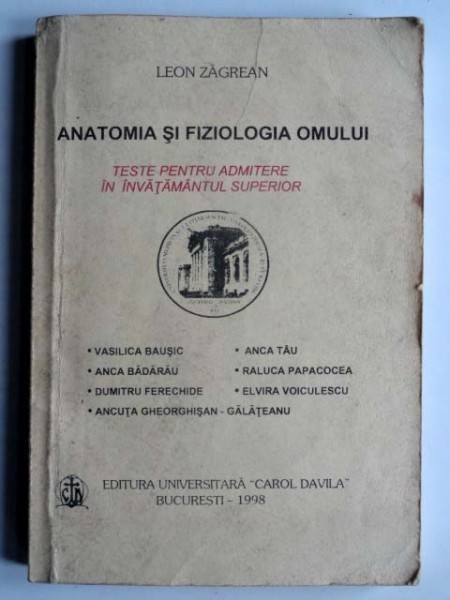 LEON ZĂGREAN
ANATOMIA ŞI FIZIOLOGIA OMULUI
TESTE PENTRU ADMITERE
ÎN ÎNVĂŢĂMÂNTUL SUPERIOR
• VASILICA BAUŞIC
• ANCA TĂU
• ANCA BĂDĂRĂU
• RALUCA PAPACOCEA
• DUMITRU FERECHIDE
• ELVIRA VOICULESCU
• ANCUŢA GHEORGHIŞAN - GĂLĂŢEANU
EDITURA UNIVERSITARĂ "CAROL DAVILA"
BUCUREŞTI – 1998